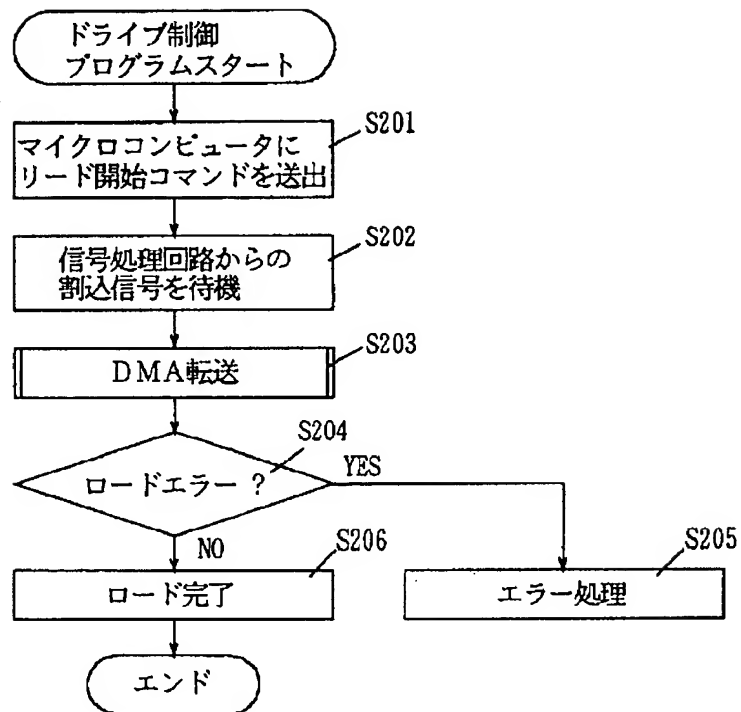 ドライブ制御
プログラムスタート
S201
マイクロコンピュータに
リード開始コマンドを送出
S202
信号処理回路からの
割込信号を待機
S203
DMA転送
S204
ロードエラー ?
YES
NO
S206
ロード完了
S205
エラー処理
エンド